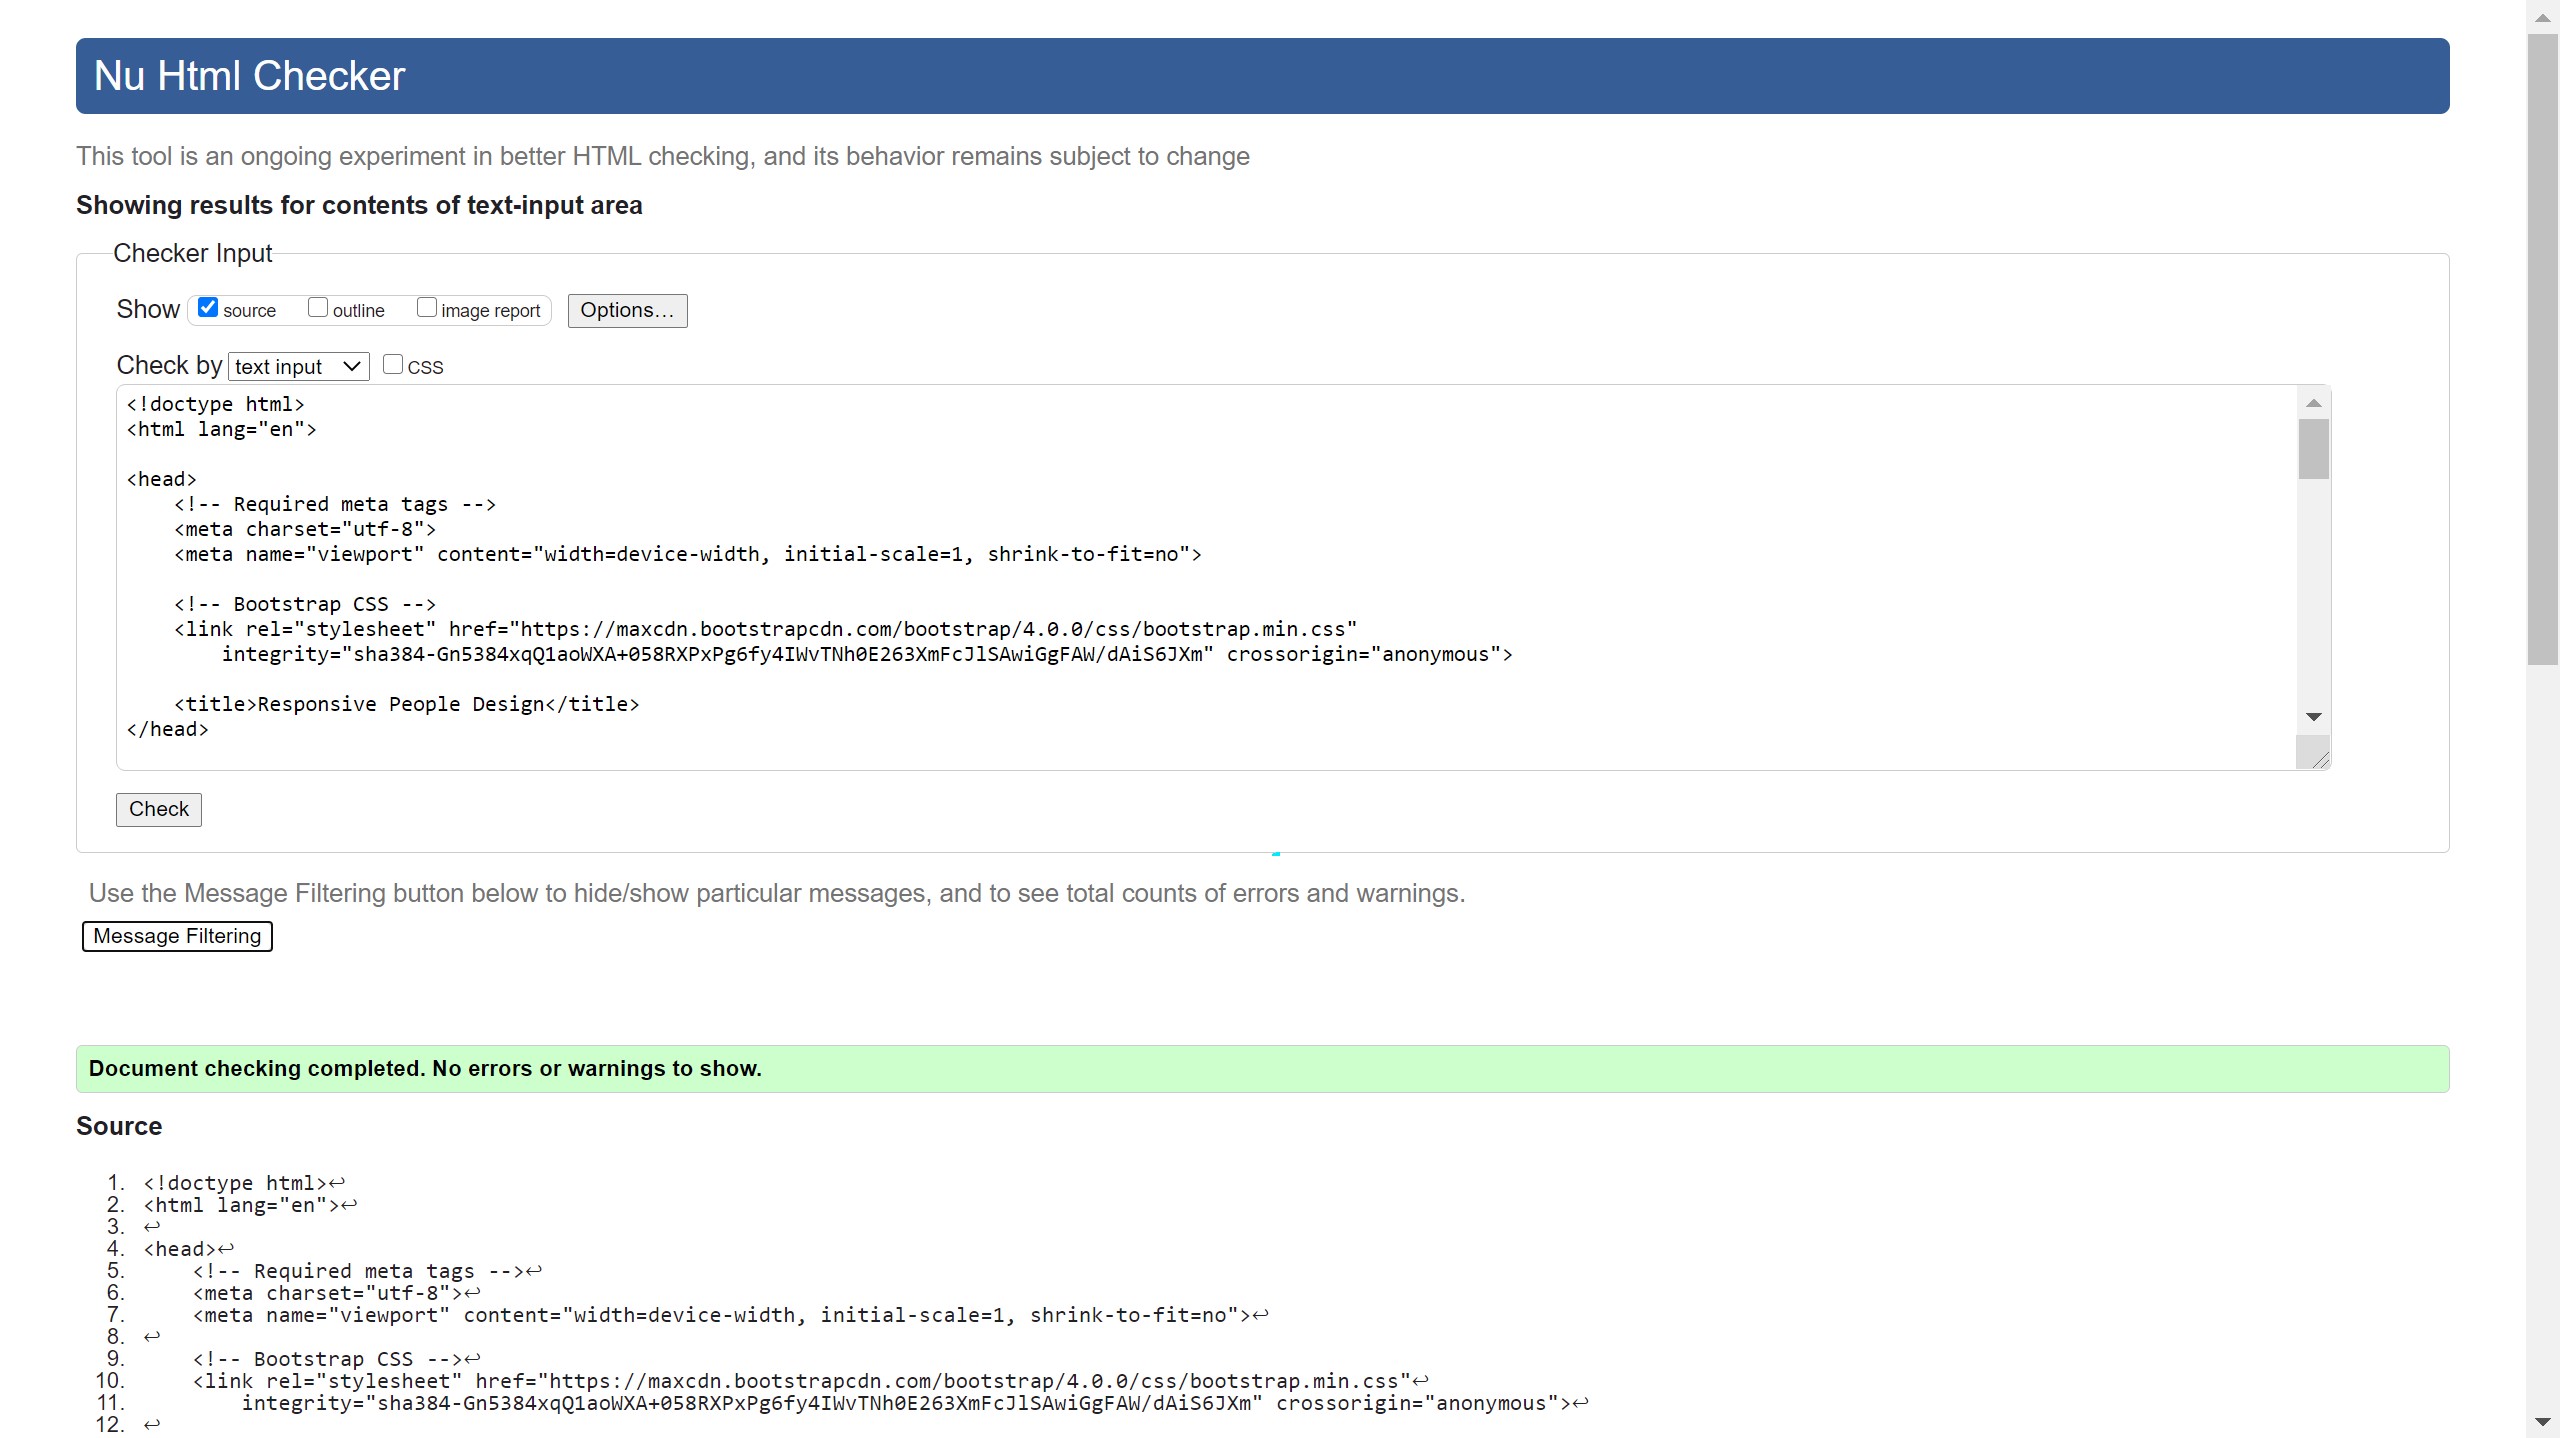 Nu Html Checker
This tool is an ongoing experiment in better HTML checking, and its behavior remains subject to change
Showing results for contents of text-input area
Checker Input
Show source outline image report Options...
Check by text input CSS
<!doctype html>
<html lang="en">
<head>
<!-- Required meta tags -->
<meta charset="utf-8">
<meta name="viewport" content="width=device-width, initial-scale=1, shrink-to-fit=no">
<!-- Bootstrap CSS -->
<link rel="stylesheet" href="https://maxcdn.bootstrapcdn.com/bootstrap/4.0.0/css/bootstrap.min.css"
integrity="sha384-Gn5384xqQ1aoWXA+058RXPxPg6fy4IWvTNh0E263XmFcJlSAwiGgFAW/dAiS6JXm" crossorigin="anonymous">
<title>Responsive People Design</title>
</head>
Check
Use the Message Filtering button below to hide/show particular messages, and to see total counts of errors and warnings.
Message Filtering
Document checking completed. No errors or warnings to show.
Source
1. <!doctype html>↩
2. <html lang="en">↩
3. ↩
4. <head>↩
5. <!-- Required meta tags -->↩
6. <meta charset="utf-8">↩
7. <meta name="viewport" content="width=device-width, initial-scale=1, shrink-to-fit=no">↩
8. ↩
9. <!-- Bootstrap CSS -->↩
10. <link rel="stylesheet" href="https://maxcdn.bootstrapcdn.com/bootstrap/4.0.0/css/bootstrap.min.css"↩
11. integrity="sha384-Gn5384xqQ1aoWXA+058RXPxPg6fy4IWvTNh0E263XmFcJlSAwiGgFAW/dAiS6JXm" crossorigin="anonymous">↩
12. ↩